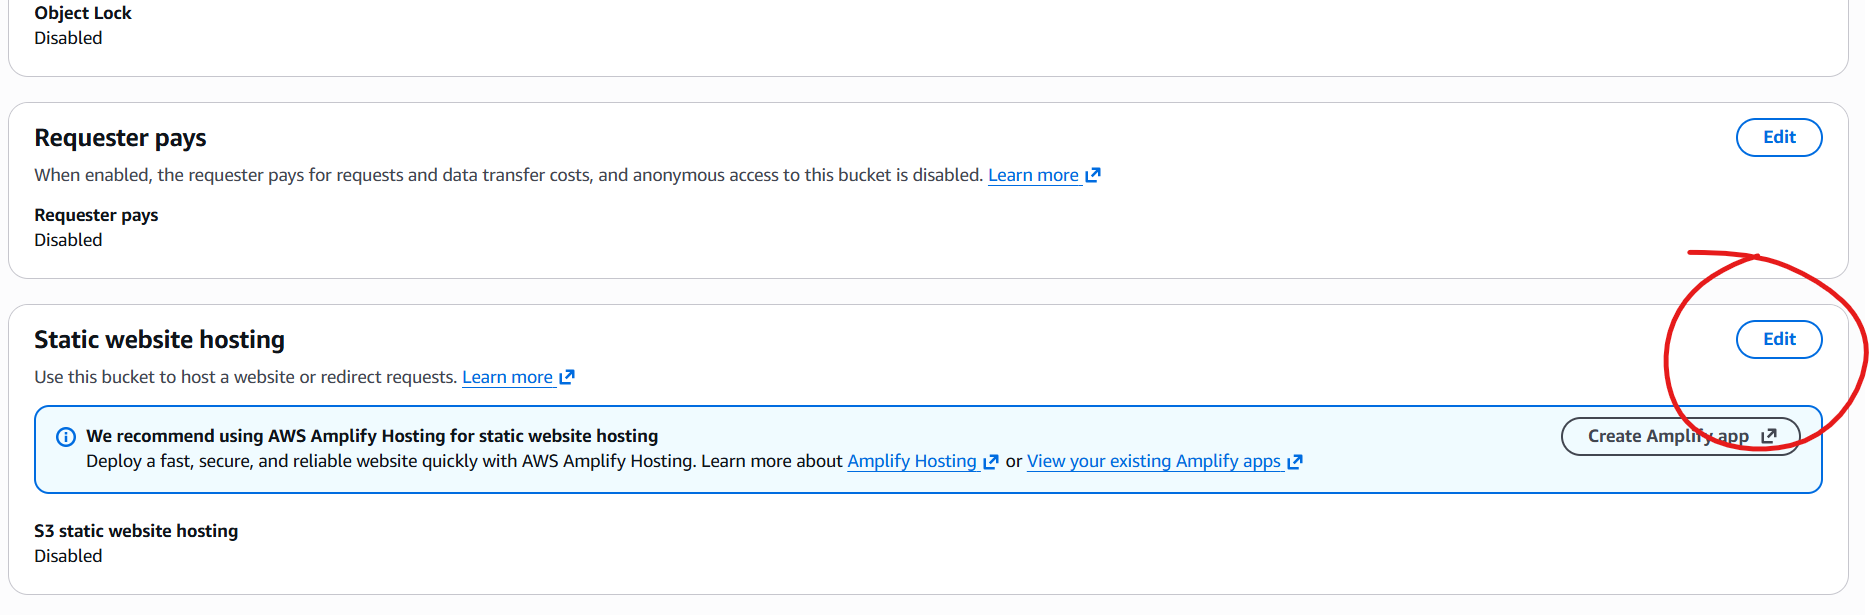 Object Lock
Disabled
Requester pays
Edit
When enabled, the requester pays for requests and data transfer costs, and anonymous access to this bucket is disabled. Learn more
Requester pays
Disabled
Static website hosting
Edit
Use this bucket to host a website or redirect requests. Learn more
We recommend using AWS Amplify Hosting for static website hosting
Create Amplify app
Deploy a fast, secure, and reliable website quickly with AWS Amplify Hosting. Learn more about Amplify Hosting or View your existing Amplify apps
S3 static website hosting
Disabled